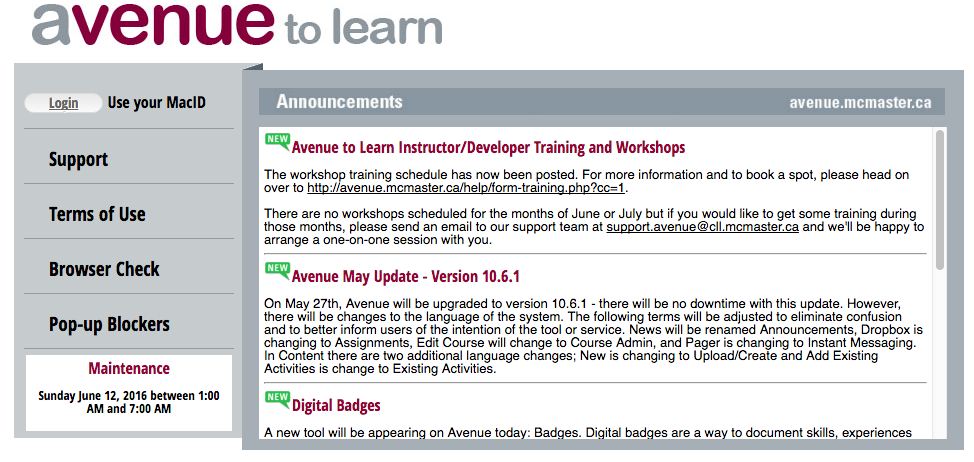 avenue to learn
Login Use your MacID
Support
Terms of Use
Browser Check
Pop-up Blockers
Maintenance
Sunday June 12, 2016 between 1:00
AM and 7:00 AM
Announcements avenue.mcmaster.ca
NEW Avenue to Learn Instructor/Developer Training and Workshops
The workshop training schedule has now been posted. For more information and to book a spot, please head on
over to http://avenue.mcmaster.ca/help/form-training.php?cc=1.
There are no workshops scheduled for the months of June or July but if you would like to get some training during
those months, please send an email to our support team at support.avenue@cll.mcmaster.ca and we'll be happy to
arrange a one-on-one session with you.
NEW Avenue May Update - Version 10.6.1
On May 27th, Avenue will be upgraded to version 10.6.1 - there will be no downtime with this update. However,
there will be changes to the language of the system. The following terms will be adjusted to eliminate confusion
and to better inform users of the intention of the tool or service. News will be renamed Announcements, Dropbox is
changing to Assignments, Edit Course will change to Course Admin, and Pager is changing to Instant Messaging.
In Content there are two additional language changes; New is changing to Upload/Create and Add Existing
Activities is change to Existing Activities.
NEW Digital Badges
A new tool will be appearing on Avenue today: Badges. Digital badges are a way to document skills, experiences